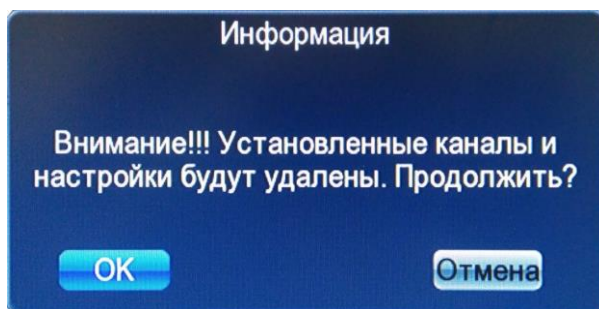 Информация
Внимание!!! Установленные каналы и
настройки будут удалены. Продолжить?
OK
Отмена